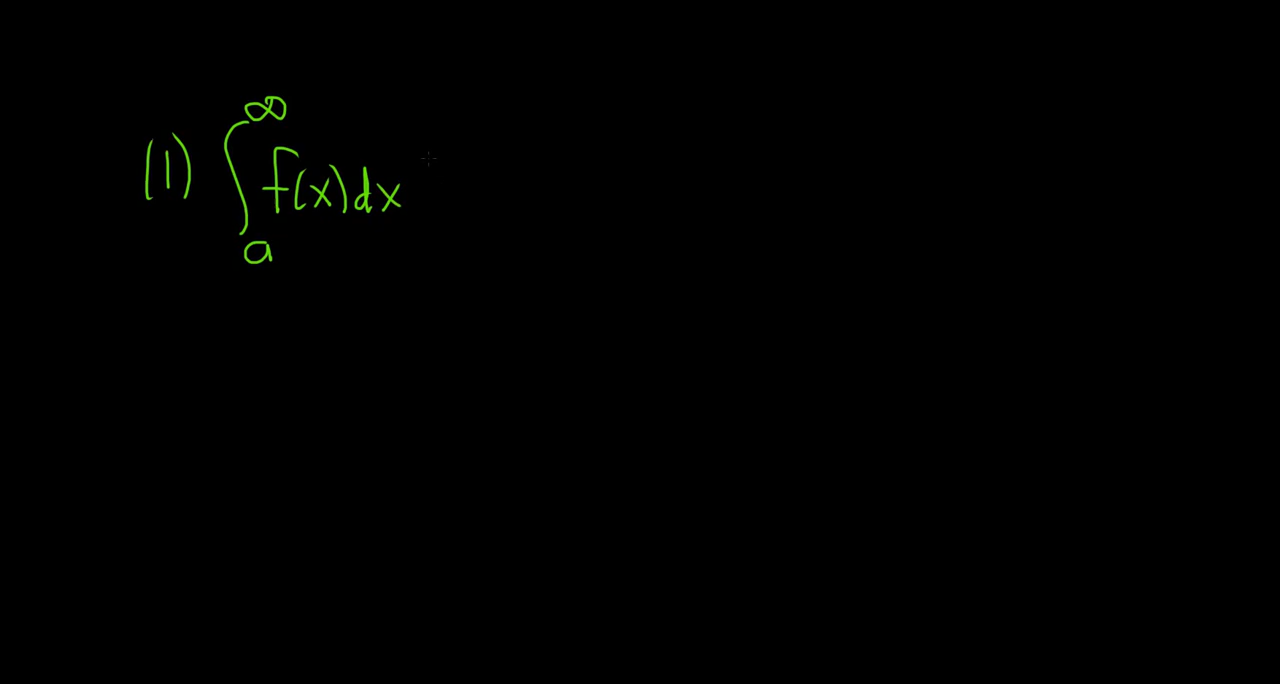 (1) ∫_a^∞ f(x)dx